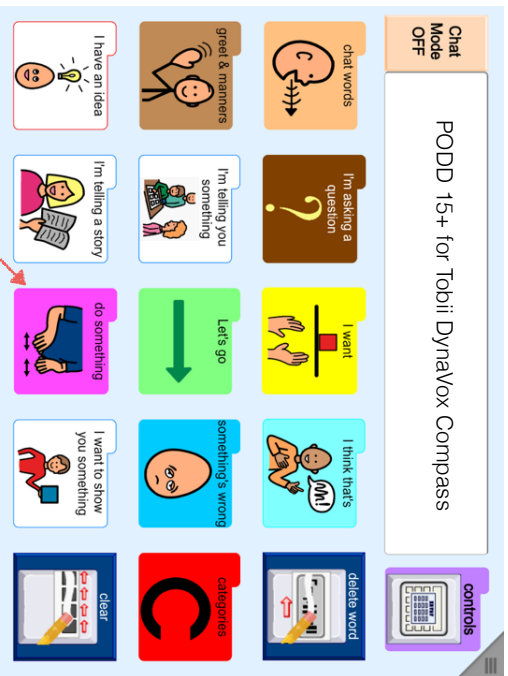 Chat
Mode
OFF
PODD 15+ for Tobii DynaVox Compass
controls
ENTER
chat words
I'm asking a
question
?
I want
I think that's
Mm!
delete word
greet & manners
I'm telling you
something
Let's go
something's wrong
categories
C
I have an idea
I'm telling a story
do something
I want to show
you something
clear